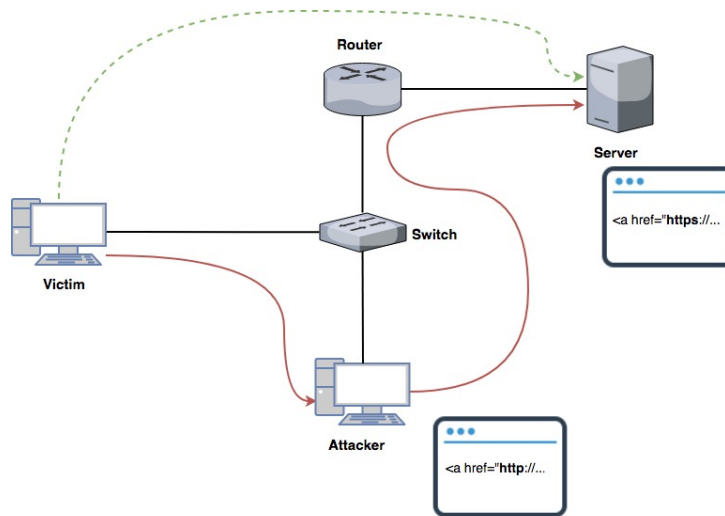 Router
Server
<a href="https://...
Switch
Victim
Attacker
<a href="http://...